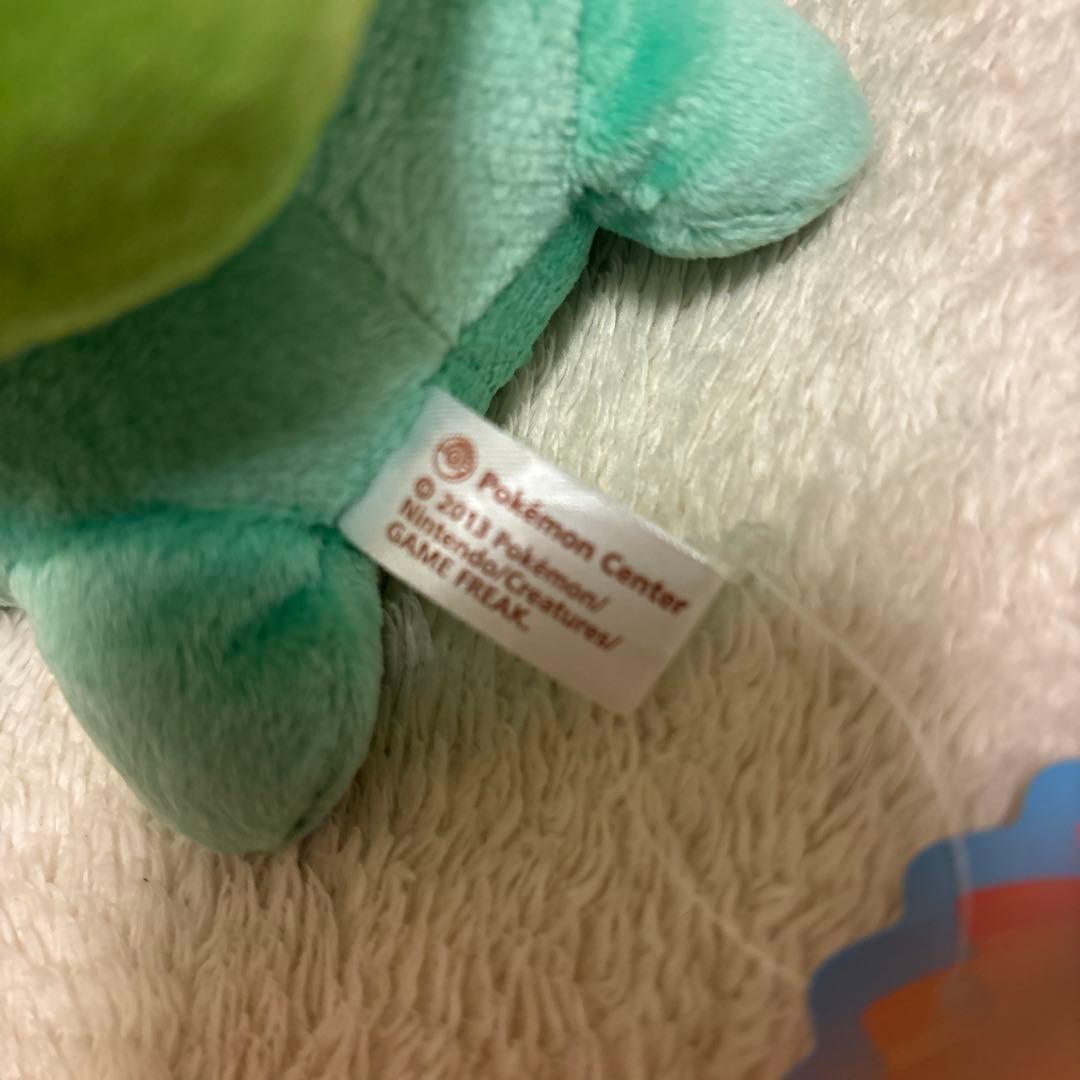 Pokémon Center
© 2013 Pokémon/
Nintendo/Creatures/
GAME FREAK.